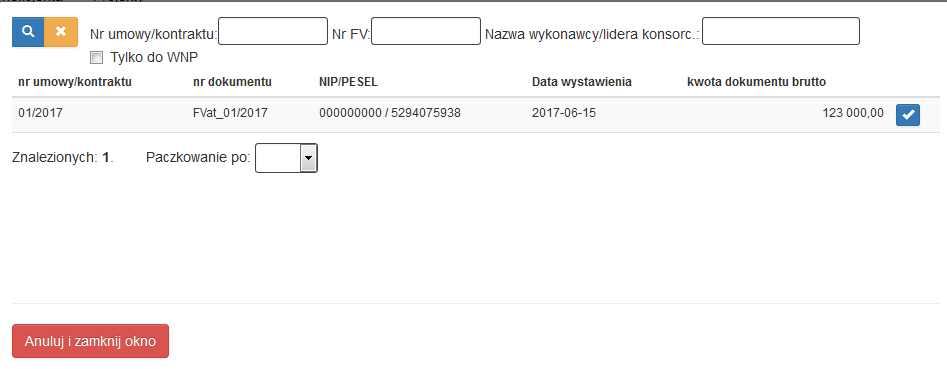 Nr umowy/kontraktu: Nr FV: Nazwa wykonawcy/lidera konsorc.:
Tylko do WNP
nr umowy/kontraktu nr dokumentu NIP/PESEL Data wystawienia kwota dokumentu brutto
01/2017 FVat_01/2017 000000000 / 5294075938 2017-06-15 123 000,00
Znalezionych: 1. Paczkowanie po:
Anuluj i zamknij okno